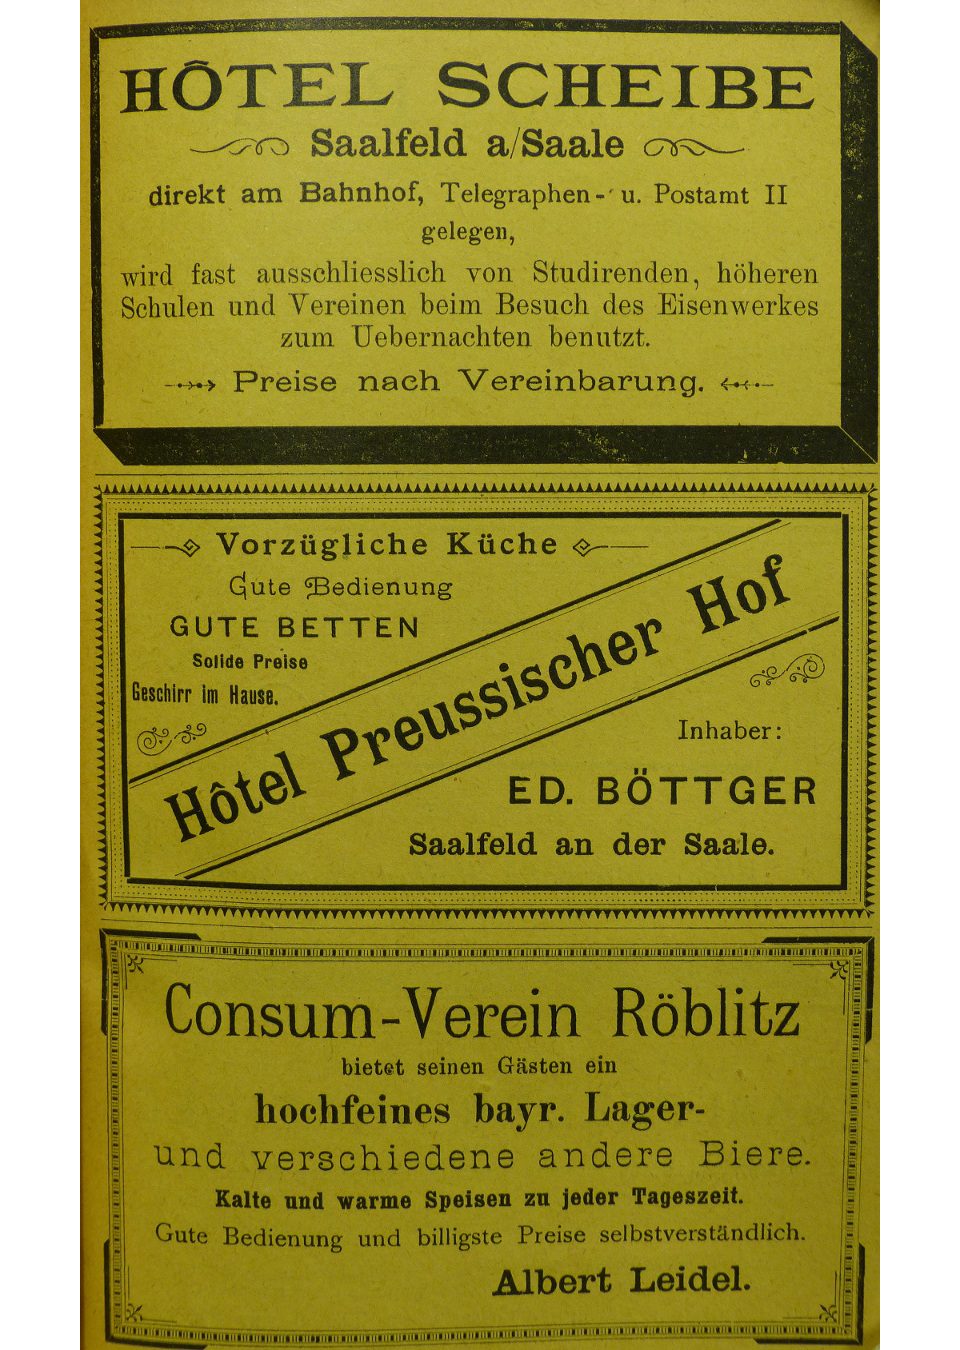 HÔTEL SCHEIBE
Saalfeld a/Saale
direkt am Bahnhof, Telegraphen- u. Postamt II
gelegen,
wird fast ausschliesslich von Studirenden, höheren
Schulen und Vereinen beim Besuch des Eisenwerkes
zum Uebernachten benutzt.
Preise nach Vereinbarung.
Vorzügliche Küche
Gute Bedienung
GUTE BETTEN
Solide Preise
Geschirr im Hause.
Hôtel Preussischer Hof
Inhaber:
ED. BÖTTGER
Saalfeld an der Saale.
Consum-Verein Röblitz
bietet seinen Gästen ein
hochfeines bayr. Lager-
und verschiedene andere Biere.
Kalte und warme Speisen zu jeder Tageszeit.
Gute Bedienung und billigste Preise selbstverständlich.
Albert Leidel.